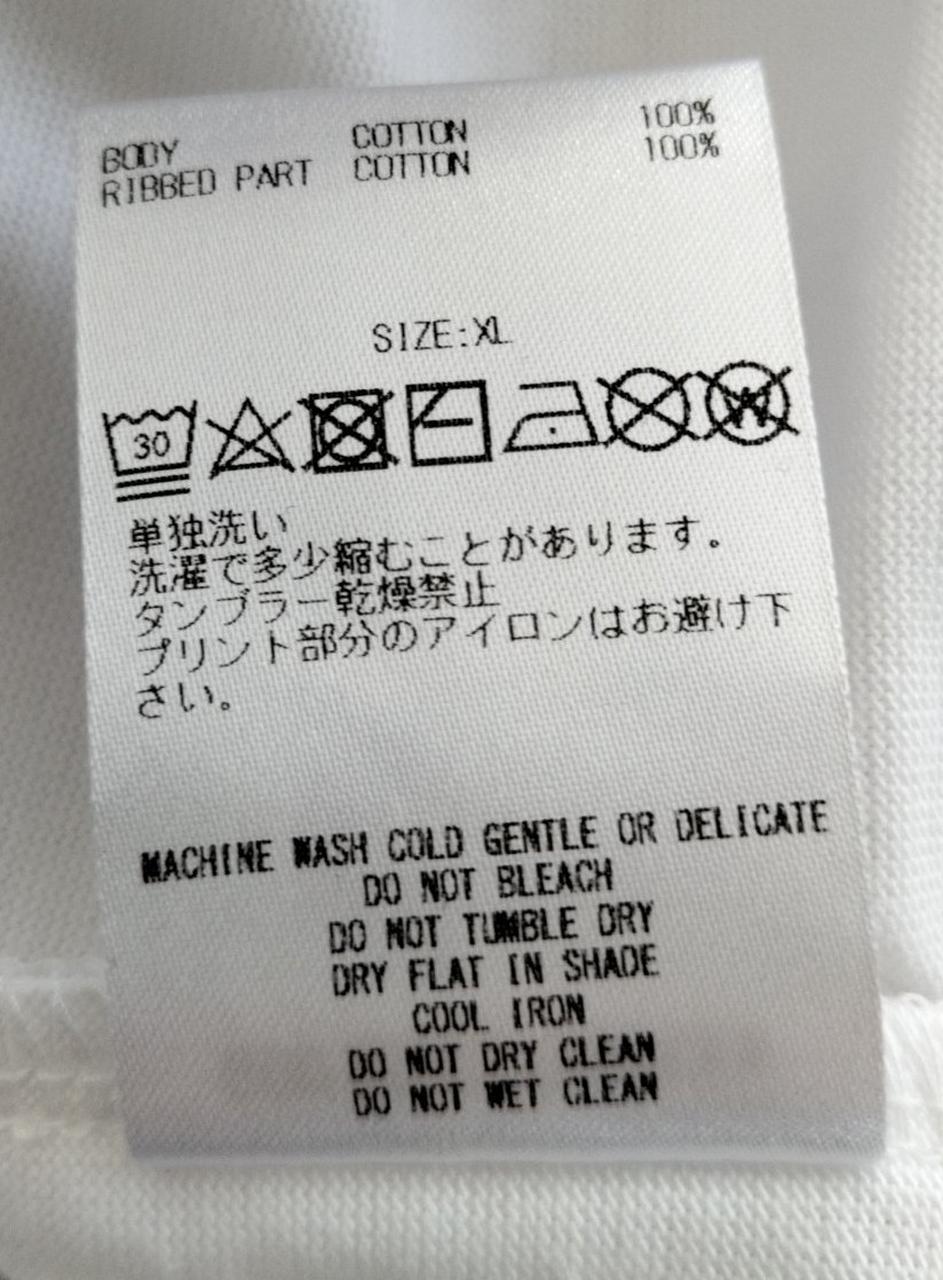 BODY COTTON 100%
RIBBED PART COTTON 100%
SIZE:XL
30
W
単独洗い
洗濯で多少縮むことがあります。
タンブラー乾燥禁止
プリント部分のアイロンはお避け下
さい。
MACHINE WASH COLD GENTLE OR DELICATE
DO NOT BLEACH
DO NOT TUMBLE DRY
DRY FLAT IN SHADE
COOL IRON
DO NOT DRY CLEAN
DO NOT WET CLEAN